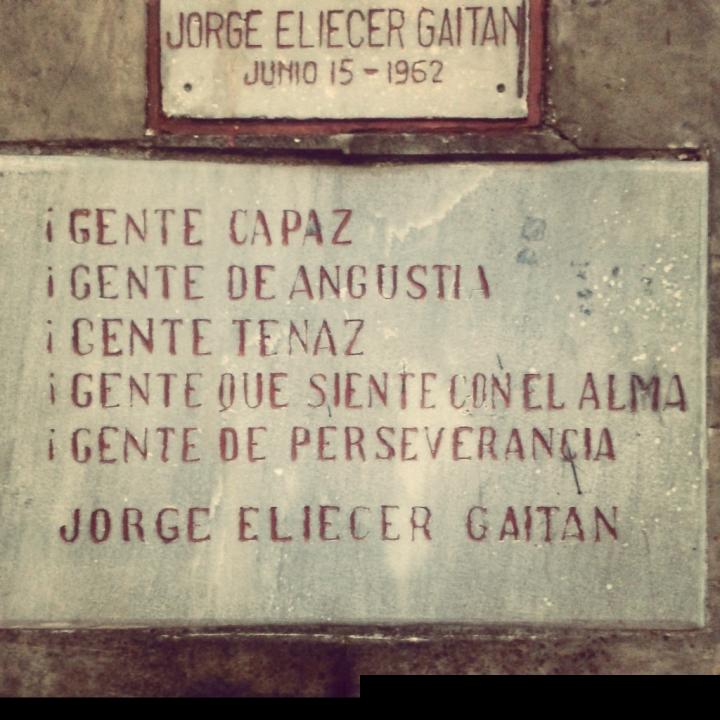 JORGE ELIECER GAITAN
JUNIO 15 - 1962
¡GENTE CAPAZ
¡GENTE DE ANGUSTIA
¡GENTE TENAZ
¡GENTE QUE SIENTE CON EL ALMA
¡GENTE DE PERSEVERANCIA
JORGE ELIECER GAITAN